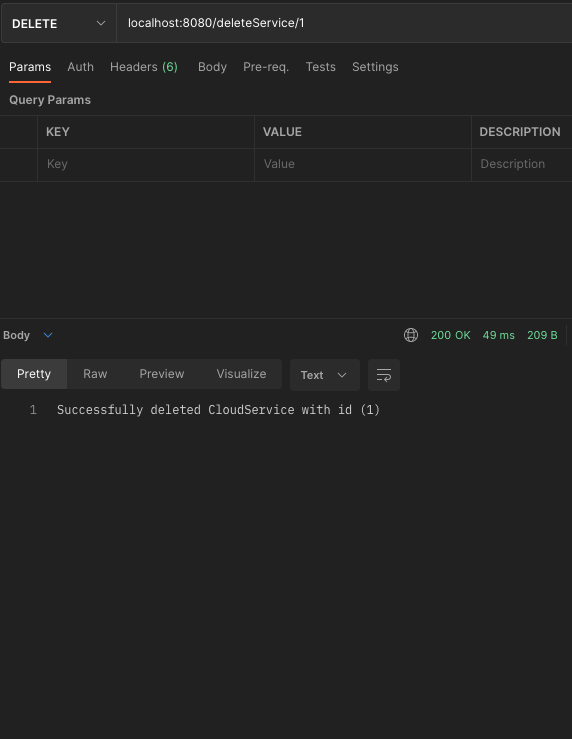 DELETE localhost:8080/deleteService/1
Params Auth Headers (6) Body Pre-req. Tests Settings
Query Params
KEY VALUE DESCRIPTION
Key Value Description
Body 200 OK 49 ms 209 B
Pretty Raw Preview Visualize Text
1 Successfully deleted CloudService with id (1)